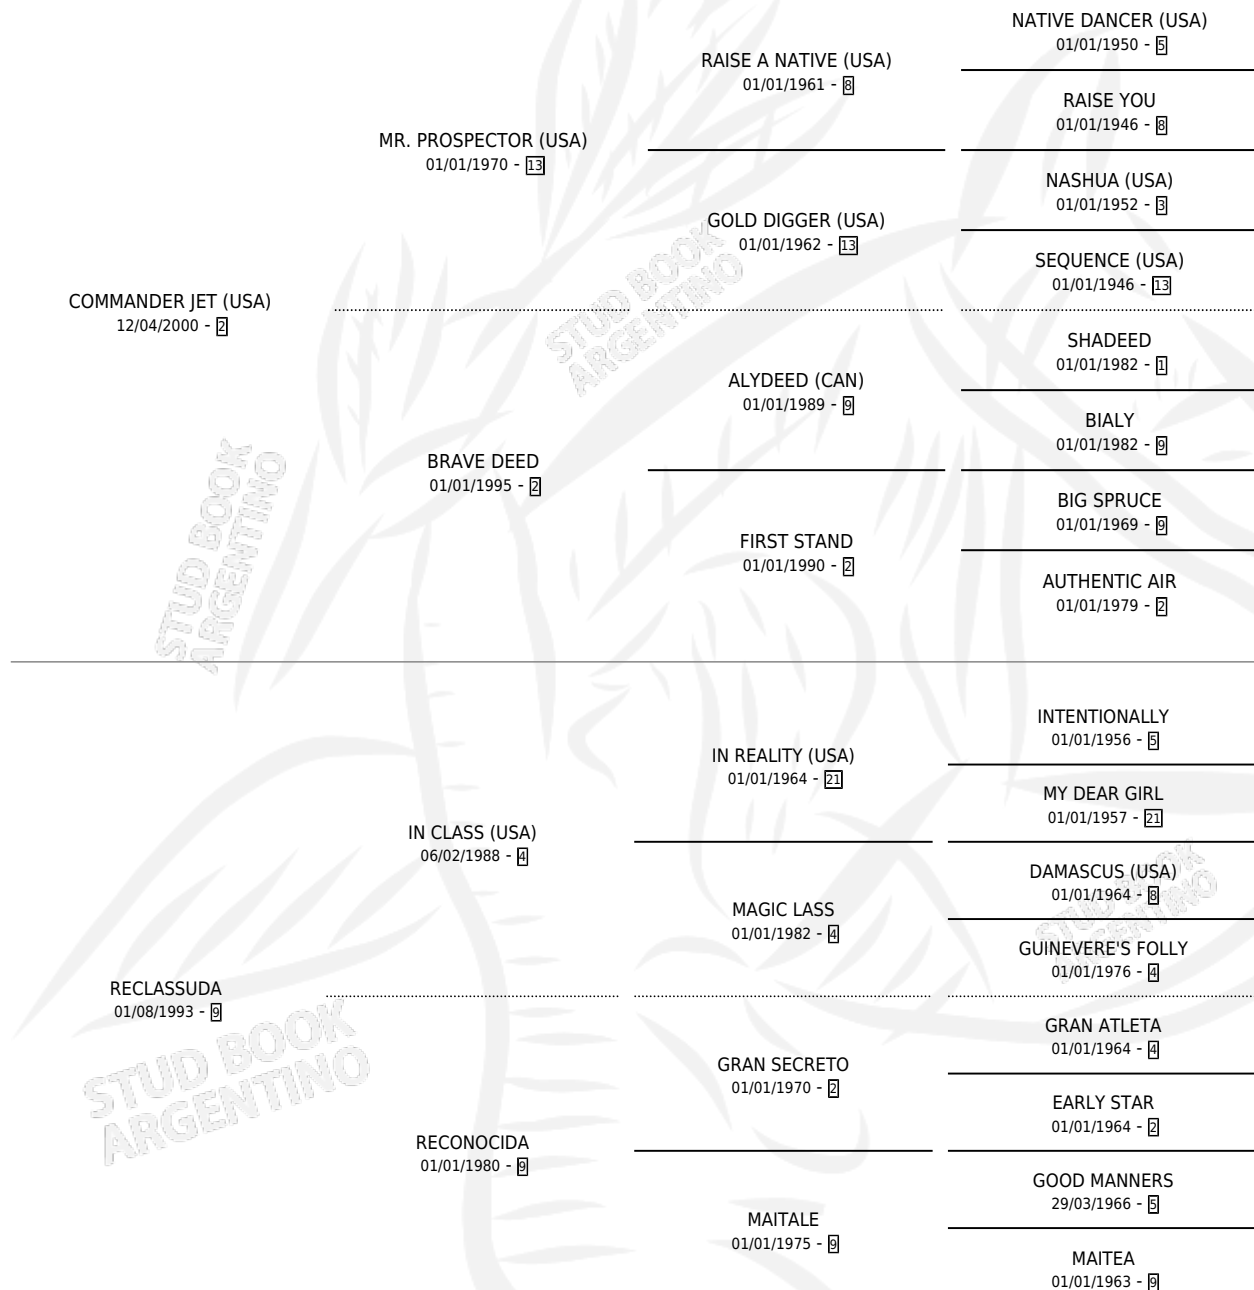 NATIVE DANCER (USA)
01/01/1950 - 5
RAISE A NATIVE (USA)
01/01/1961 - 8
RAISE YOU
01/01/1946 - 8
MR. PROSPECTOR (USA)
01/01/1970 - 13
NASHUA (USA)
01/01/1952 - 3
GOLD DIGGER (USA)
01/01/1962 - 13
SEQUENCE (USA)
01/01/1946 - 13
COMMANDER JET (USA)
12/04/2000 - 2
SHADEED
01/01/1982 - 1
ALYDEED (CAN)
01/01/1989 - 9
BIALY
01/01/1982 - 9
BRAVE DEED
01/01/1995 - 2
BIG SPRUCE
01/01/1969 - 9
FIRST STAND
01/01/1990 - 2
AUTHENTIC AIR
01/01/1979 - 2
INTENTIONALLY
01/01/1956 - 5
IN REALITY (USA)
01/01/1964 - 21
MY DEAR GIRL
01/01/1957 - 21
IN CLASS (USA)
06/02/1988 - 4
DAMASCUS (USA)
01/01/1964 - 8
MAGIC LASS
01/01/1982 - 4
GUINEVERE'S FOLLY
01/01/1976 - 4
RECLASSUDA
01/08/1993 - 9
GRAN ATLETA
01/01/1964 - 4
GRAN SECRETO
01/01/1970 - 2
EARLY STAR
01/01/1964 - 2
RECONOCIDA
01/01/1980 - 9
GOOD MANNERS
29/03/1966 - 5
MAITALE
01/01/1975 - 9
MAITEA
01/01/1963 - 9
STUD BOOK
ARGENTINO
STUD BOOK
ARGENTINO
STUD BOOK
ARGENTINO
STUD BOOK
ARGENTINO